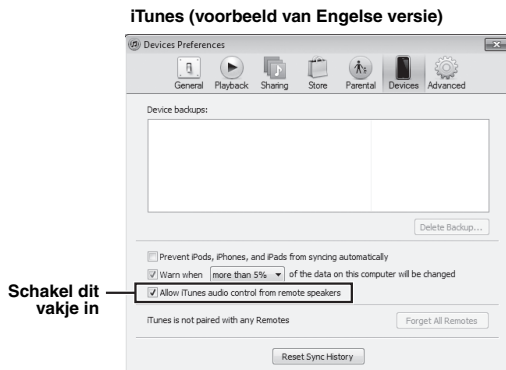 iTunes (voorbeeld van Engelse versie)
Devices Preferences
General Playback Sharing Store Parental Devices Advanced
Device backups:
Delete Backup...
Prevent iPods, iPhones, and iPads from syncing automatically
Warn when more than 5% of the data on this computer will be changed
Schakel dit
vakje in
Allow iTunes audio control from remote speakers
iTunes is not paired with any Remotes Forget All Remotes
Reset Sync History